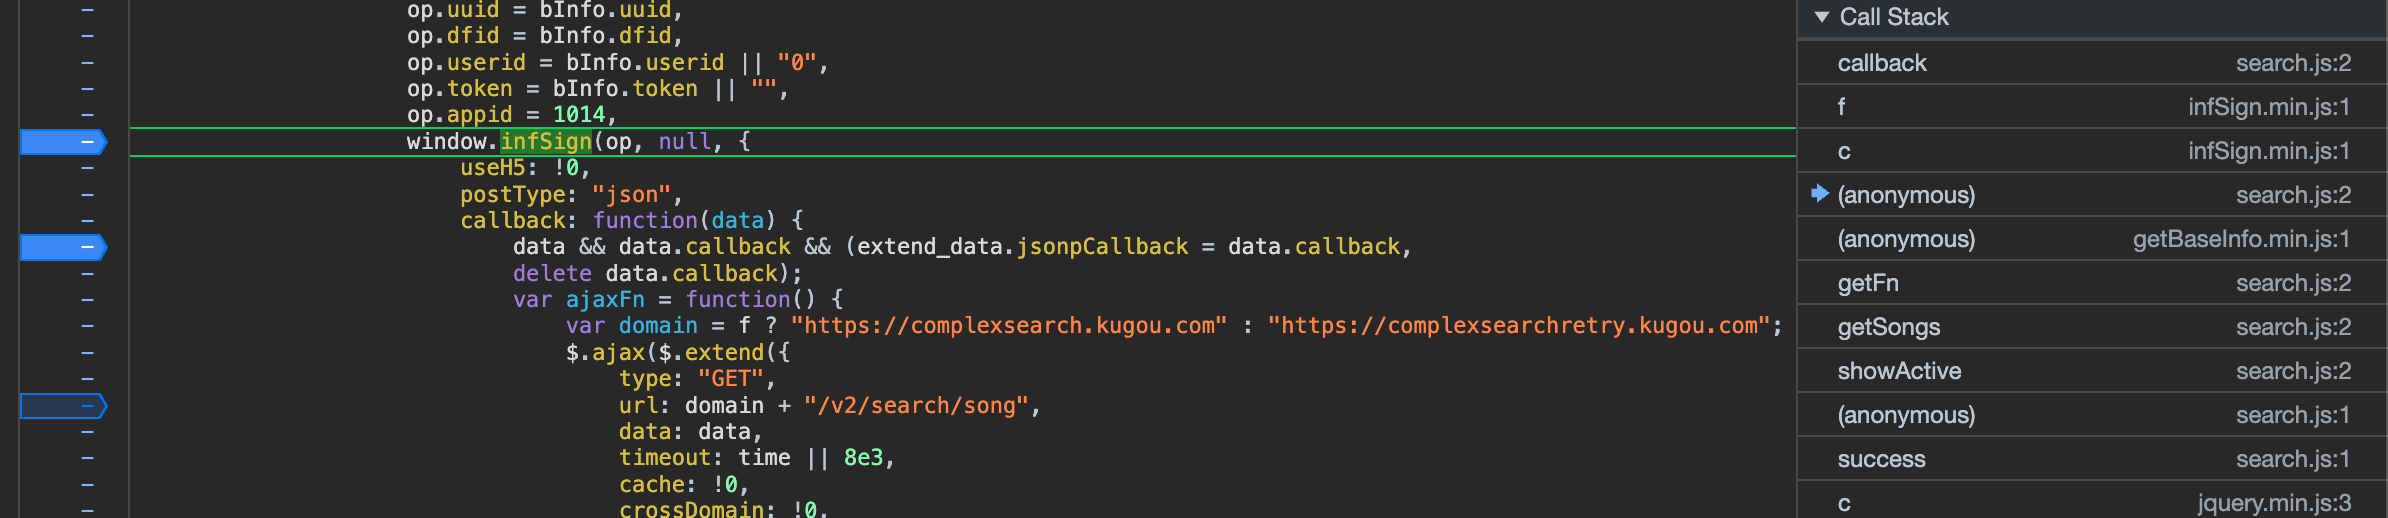 op.uuid = bInfo.uuid,
op.dfid = bInfo.dfid,
op.userid = bInfo.userid || "0",
op.token = bInfo.token || "",
op.appid = 1014,
window.infSign(op, null, {
useH5: !0,
postType: "json",
callback: function(data) {
data && data.callback && (extend_data.jsonpCallback = data.callback,
delete data.callback);
var ajaxFn = function() {
var domain = f ? "https://complexsearch.kugou.com" : "https://complexsearchretry.kugou.com";
$.ajax($.extend({
type: "GET",
url: domain + "/v2/search/song",
data: data,
timeout: time || 8e3,
cache: !0,
crossDomain: !0,
Call Stack
callback search.js:2
f infSign.min.js:1
c infSign.min.js:1
(anonymous) search.js:2
(anonymous) getBaseInfo.min.js:1
getFn search.js:2
getSongs search.js:2
showActive search.js:2
(anonymous) search.js:1
success search.js:1
c jquery.min.js:3